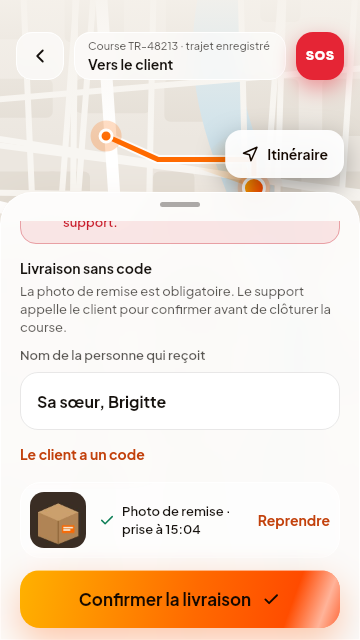 Course TR-48213 · trajet enregistré
Vers le client
SOS
Itinéraire
support.
Livraison sans code
La photo de remise est obligatoire. Le support
appelle le client pour confirmer avant de clôturer la
course.
Nom de la personne qui reçoit
Sa sœur, Brigitte
Le client a un code
Photo de remise ·
prise à 15:04
Reprendre
Confirmer la livraison